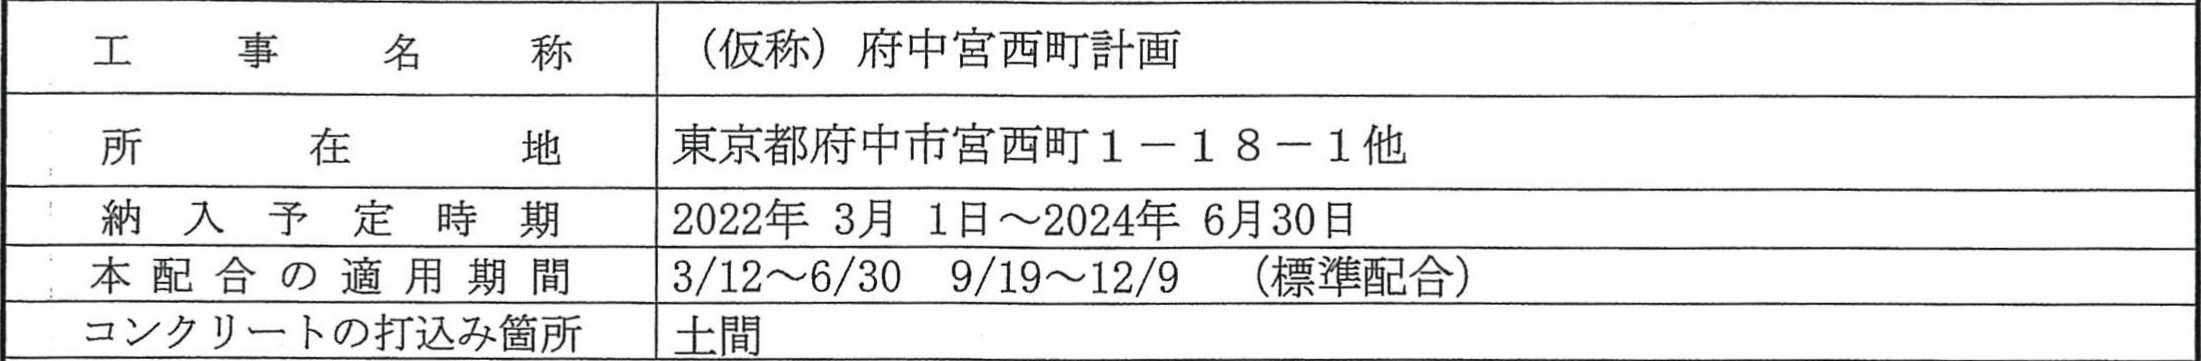 工事名称 （仮称）府中宮西町計画
所在地 東京都府中市宮西町１－１８－１他
納入予定時期 2022年 3月 1日～2024年 6月30日
本配合の適用期間 3/12～6/30 9/19～12/9 （標準配合）
コンクリートの打込み箇所 土間